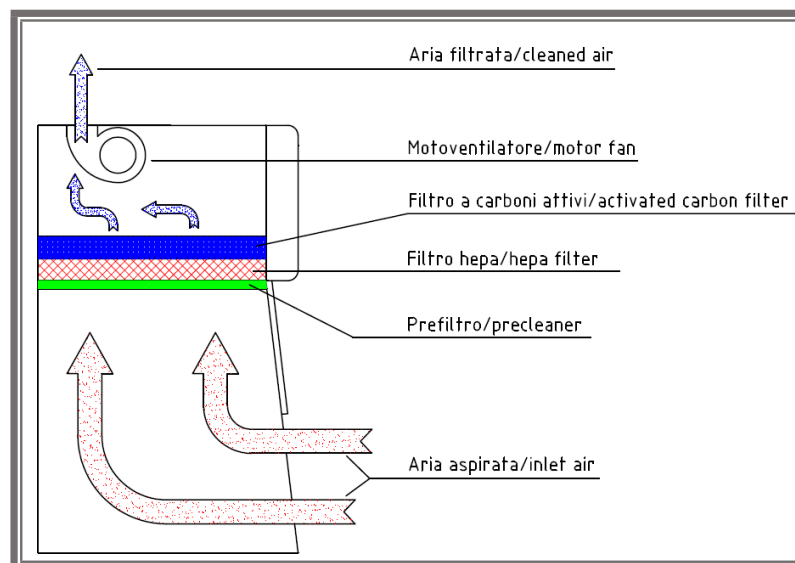 Aria filtrata/cleaned air
Motoventilatore/motor fan
Filtro a carboni attivi/activated carbon filter
Filtro hepa/hepa filter
Prefiltro/precleaner
Aria aspirata/inlet air